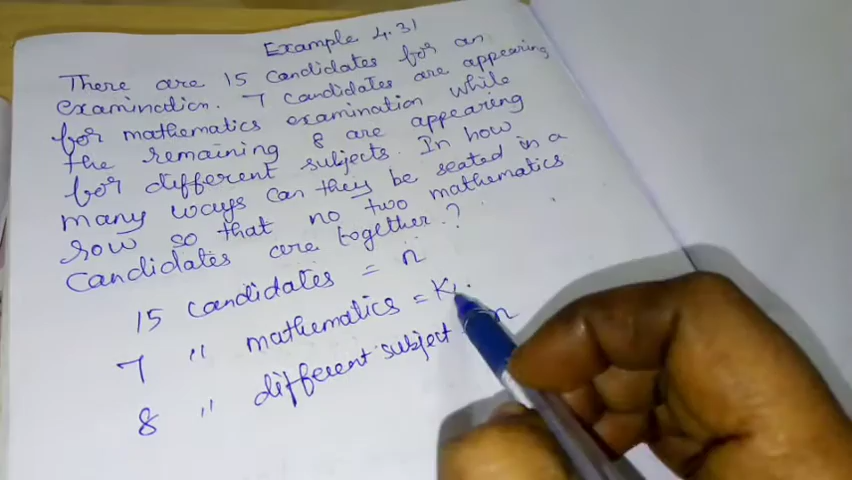 Example 4.31
There are 15 candidates for an
examination. 7 candidates are appearing
for mathematics examination while
the remaining 8 are appearing
for different subjects. In how
many ways can they be seated in a
row so that no two mathematics
candidates are together?
15 candidates = n
7 " mathematics = K
8 " different subject n